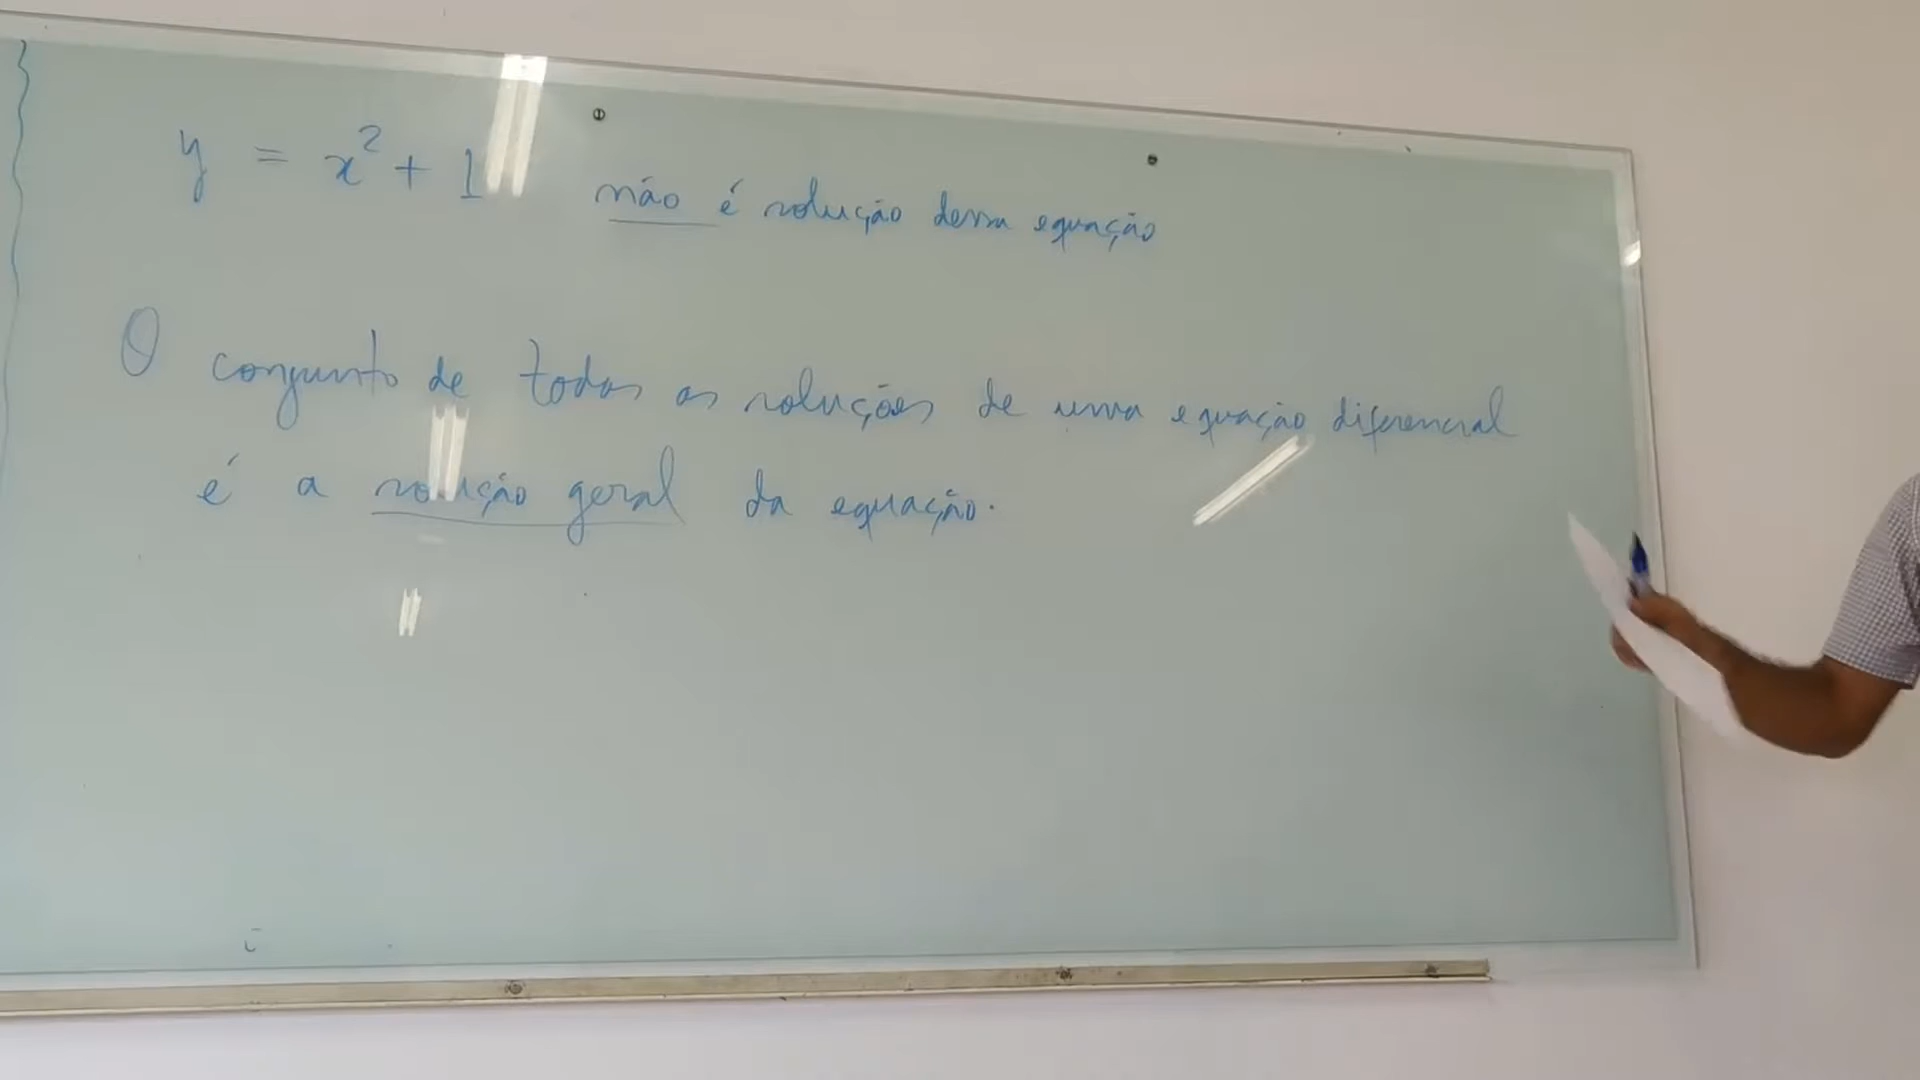 y = x² + 1 não é solução dessa equação
O conjunto de todas as soluções de uma equação diferencial
é a solução geral da equação.